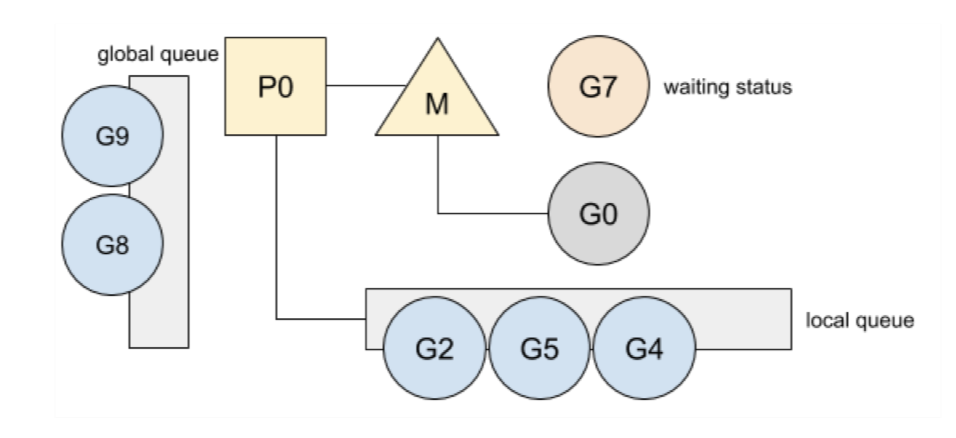 global queue
P0
M
G7
waiting status
G9
G0
G8
local queue
G2
G5
G4